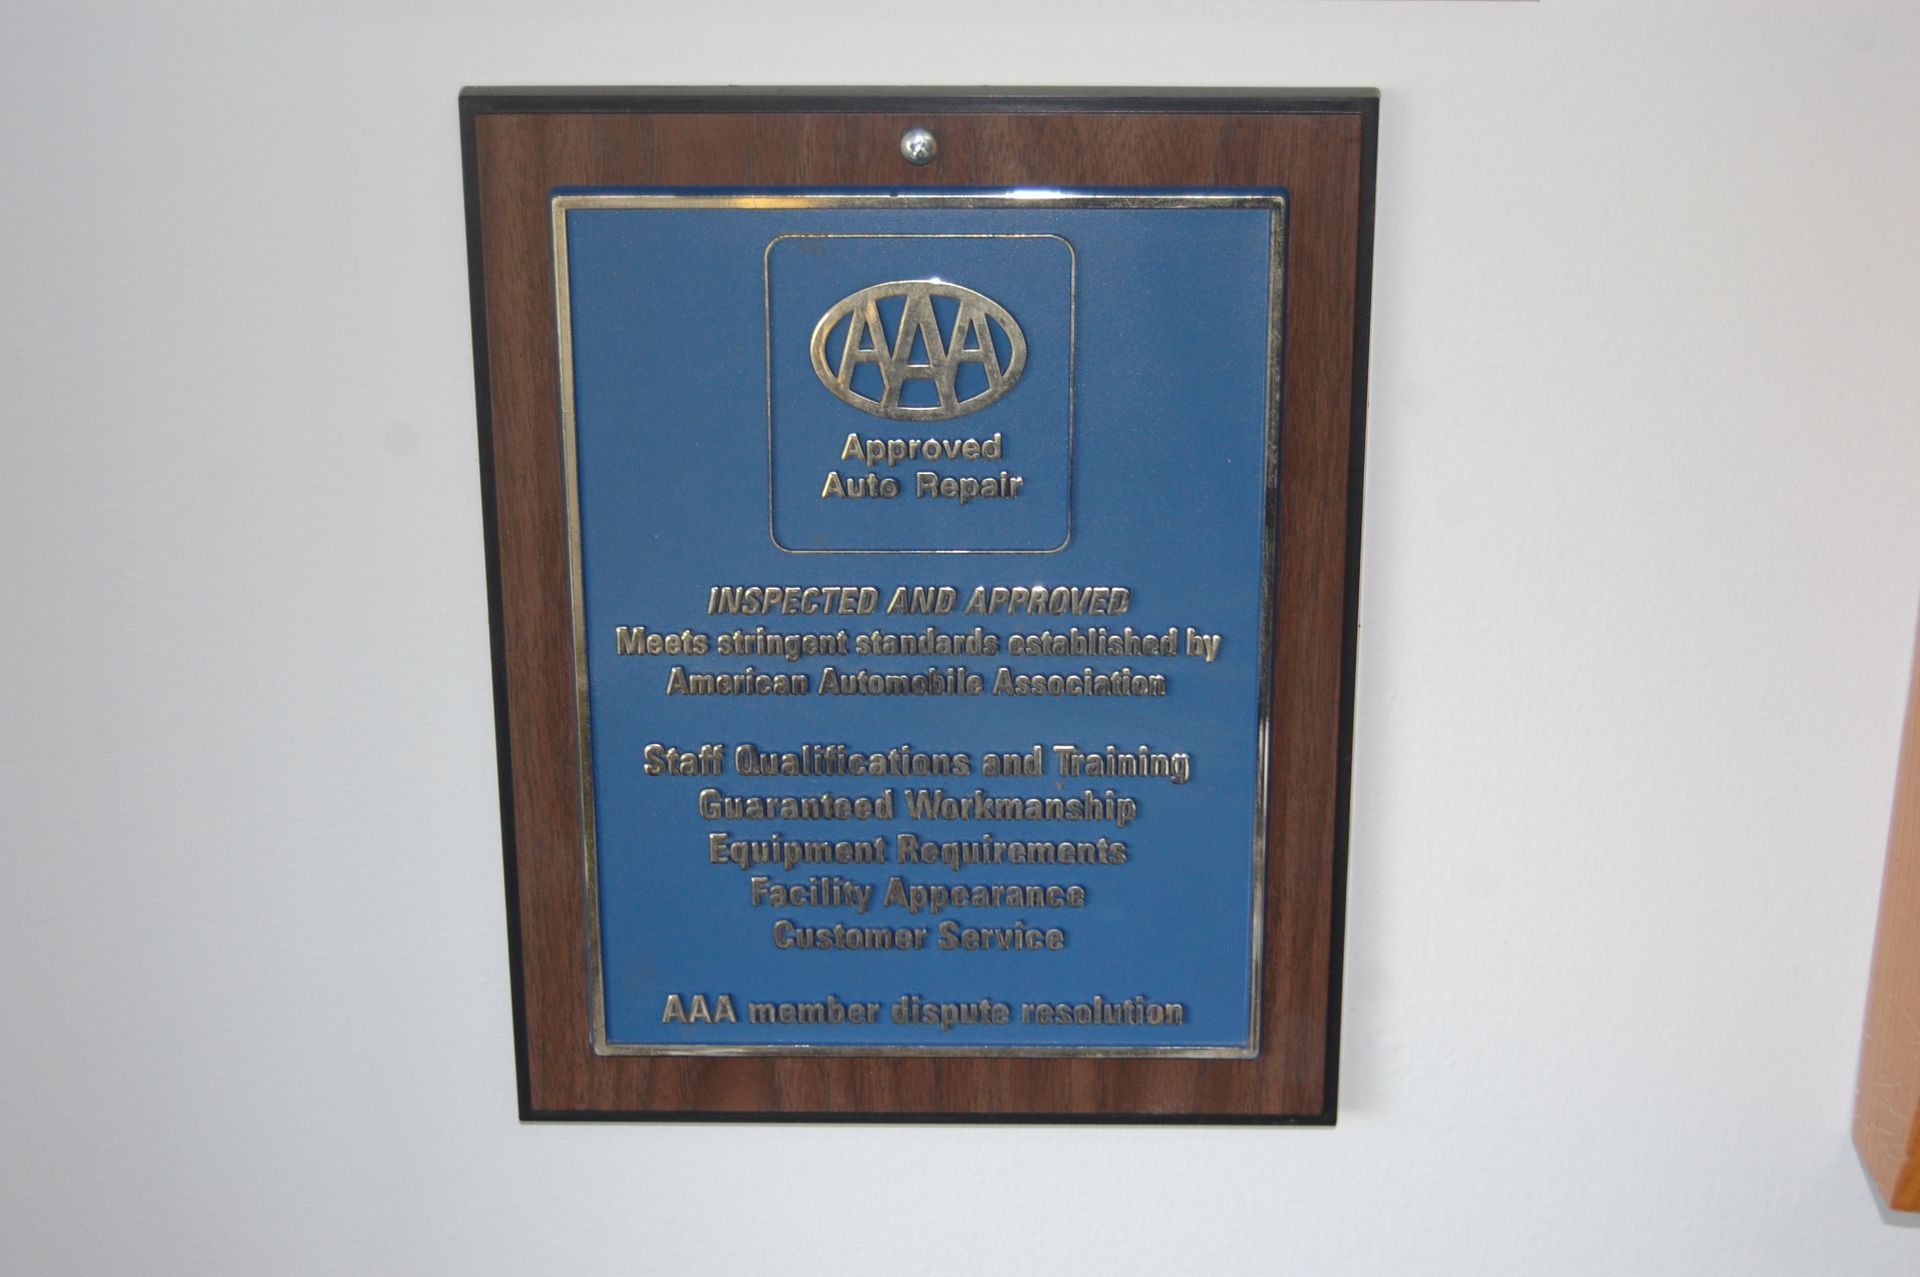 AAA
Approved
Auto Repair
INSPECTED AND APPROVED
Meets stringent standards established by
American Automobile Association
Staff Qualifications and Training
Guaranteed Workmanship
Equipment Requirements
Facility Appearance
Customer Service
AAA member dispute resolution